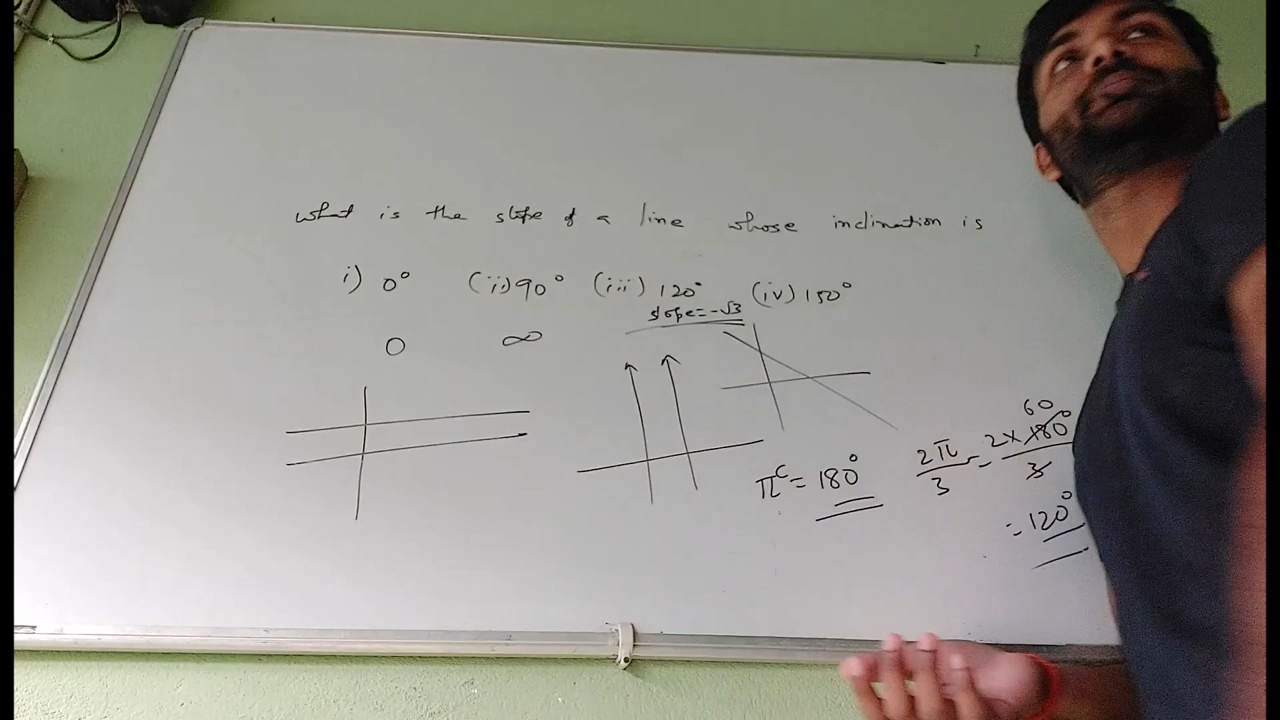 what is the slope of a line whose inclination is
i) 0° (ii) 90° (iii) 120° (iv) 150°
slope = -√3
0 ∞
πᶜ = 180° 2π/3 = 2 x 180°/3
60
= 120°